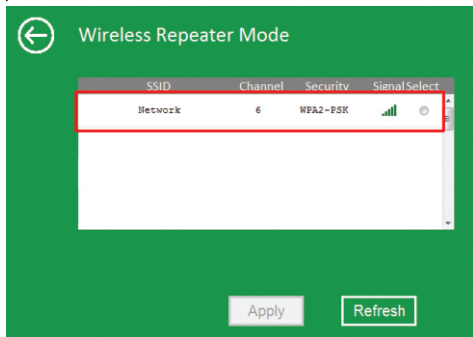 Wireless Repeater Mode
SSID Channel Security Signal Select
Network 6 WPA2-PSK
Apply Refresh